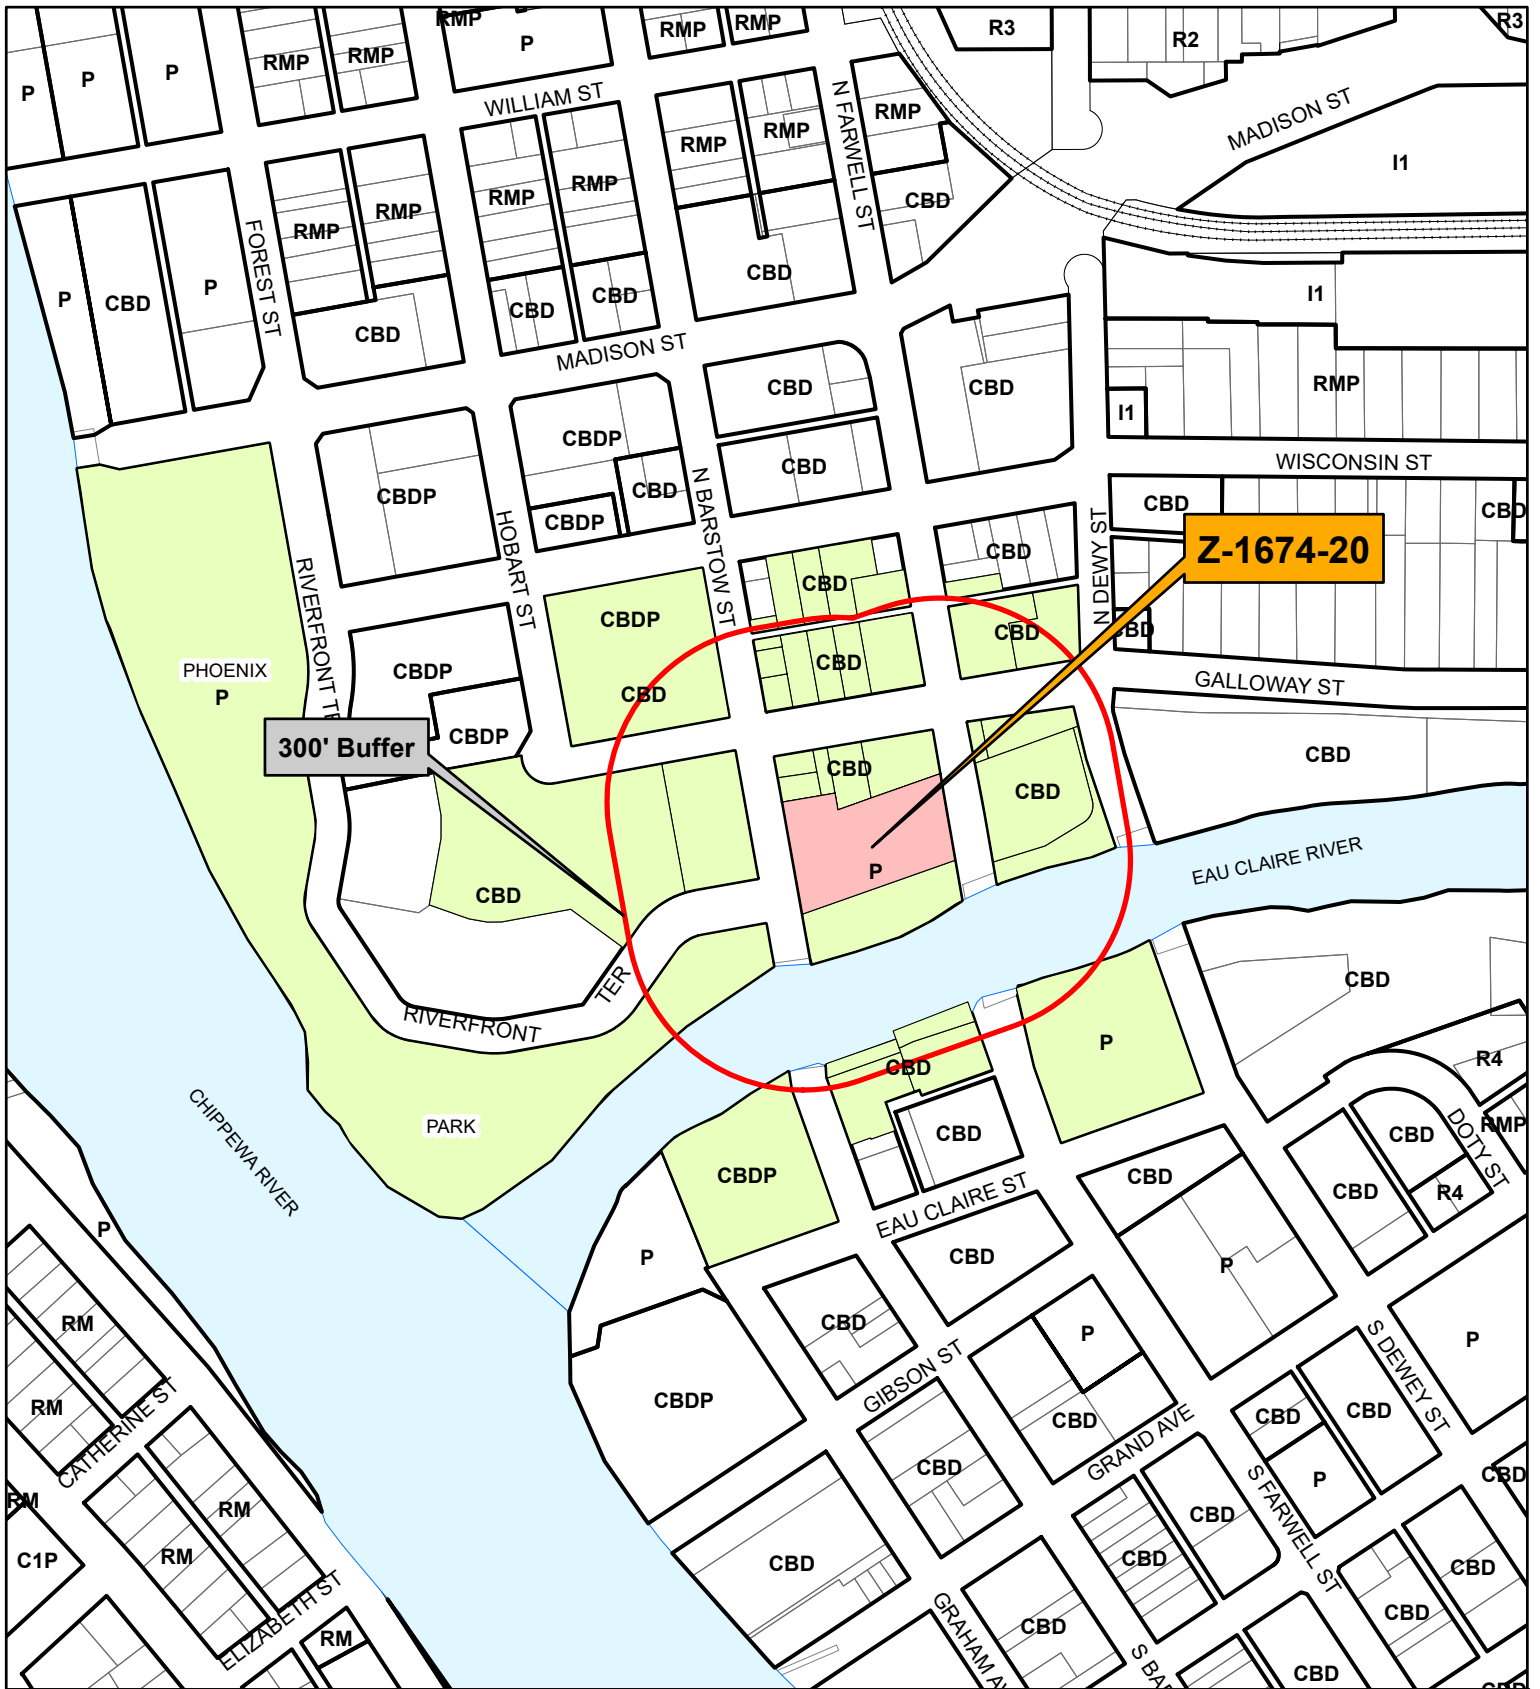 RMP
P
RMP
RMP
R3
R2
R3
P
P
P
RMP
RMP
WILLIAM ST
N FARWELL ST
RMP
RMP
RMP
MADISON ST
I1
RMP
RMP
RMP
RMP
CBD
FOREST ST
P
CBD
P
CBD
CBD
CBD
CBD
CBD
I1
MADISON ST
CBD
CBD
RMP
I1
CBDP
CBDP
CBD
CBD
CBDP
WISCONSIN ST
N BARSTOW ST
HOBART ST
CBD
CBD
N DEWY ST
CBD
Z-1674-20
RIVERFRONT TE
CBD
CBDP
CBD
CBD
CBD
PHOENIX
P
CBDP
CBD
GALLOWAY ST
300' Buffer
CBDP
CBD
CBD
CBD
P
EAU CLAIRE RIVER
CBD
TER
RIVERFRONT
CBD
P
CBD
R4
CHIPPEWA RIVER
PARK
CBD
CBD
DOTY ST
RMP
CBDP
CBD
CBD
R4
EAU CLAIRE ST
P
P
CBD
P
RM
CBD
P
S DEWEY ST
P
GIBSON ST
RM
CATHERINE ST
CBDP
CBD
GRAND AVE
CBD
CBD
CBD
S FARWELL ST
P
CBD
RM
RM
CBD
C1P
RM
CBD
CBD
CBD
ELIZABETH ST
CBD
RM
GRAHAM AV
CBD
S BA
CBD
CBD